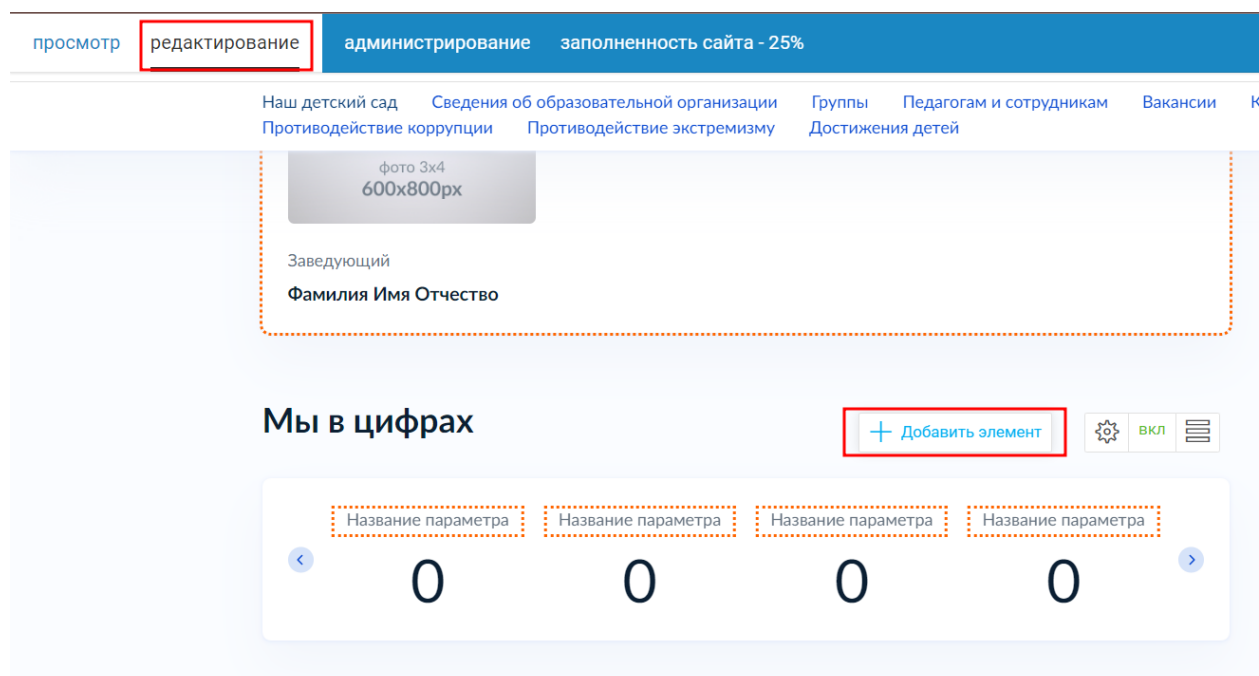 просмотр редактирование администрирование заполненность сайта - 25%
Наш детский сад Сведения об образовательной организации Группы Педагогам и сотрудникам Вакансии К
Противодействие коррупции Противодействие экстремизму Достижения детей
фото 3x4
600x800px
Заведующий
Фамилия Имя Отчество
Мы в цифрах
Добавить элемент вкл
Название параметра Название параметра Название параметра Название параметра
0 0 0 0